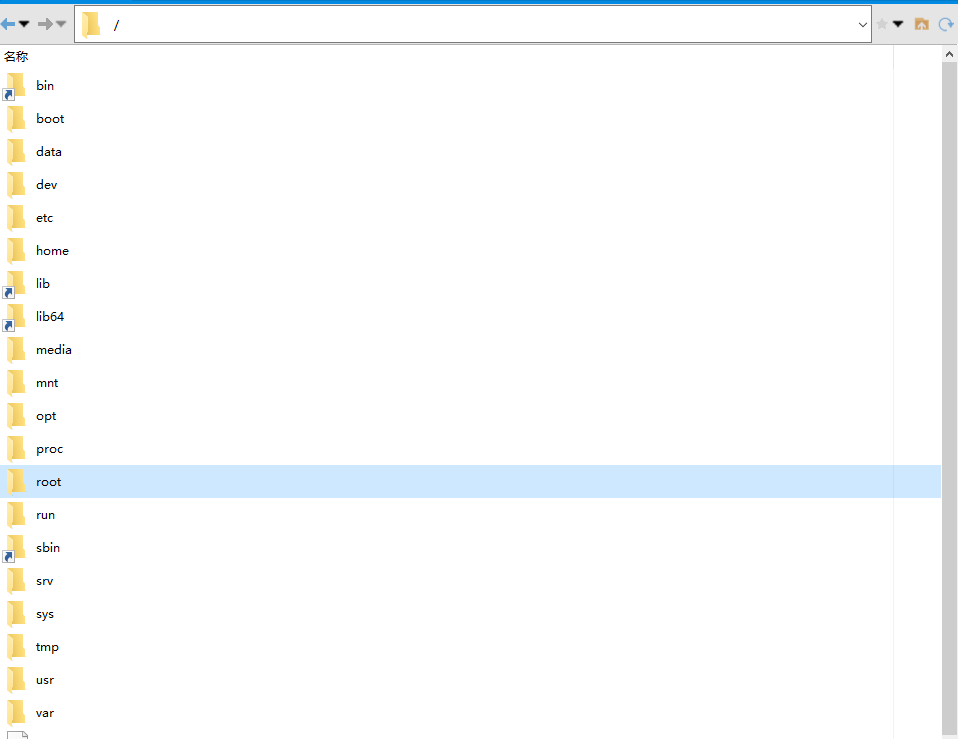 /
名称
bin
boot
data
dev
etc
home
lib
lib64
media
mnt
opt
proc
root
run
sbin
srv
sys
tmp
usr
var